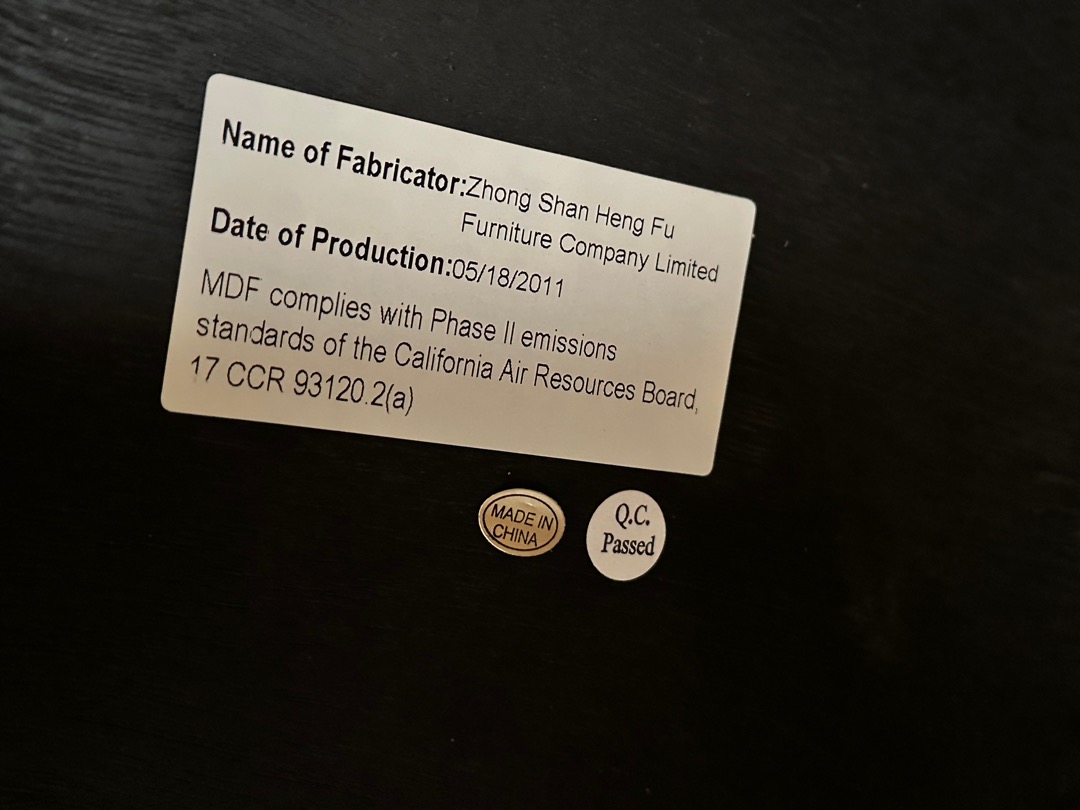 Name of Fabricator:Zhong Shan Heng Fu
Furniture Company Limited
Date of Production:05/18/2011
MDF complies with Phase II emissions
standards of the California Air Resources Board,
17 CCR 93120.2(a)
MADE IN
CHINA
Q.C.
Passed